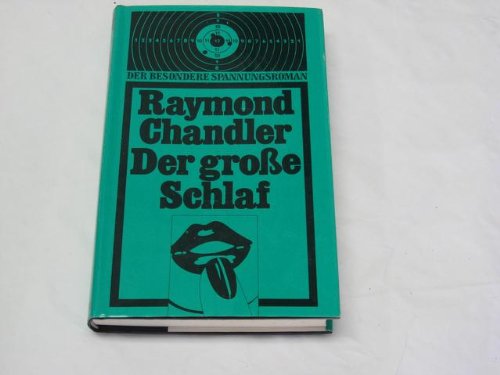 DER BESONDERE SPANNUNGSROMAN
Raymond
Chandler
Der große
Schlaf